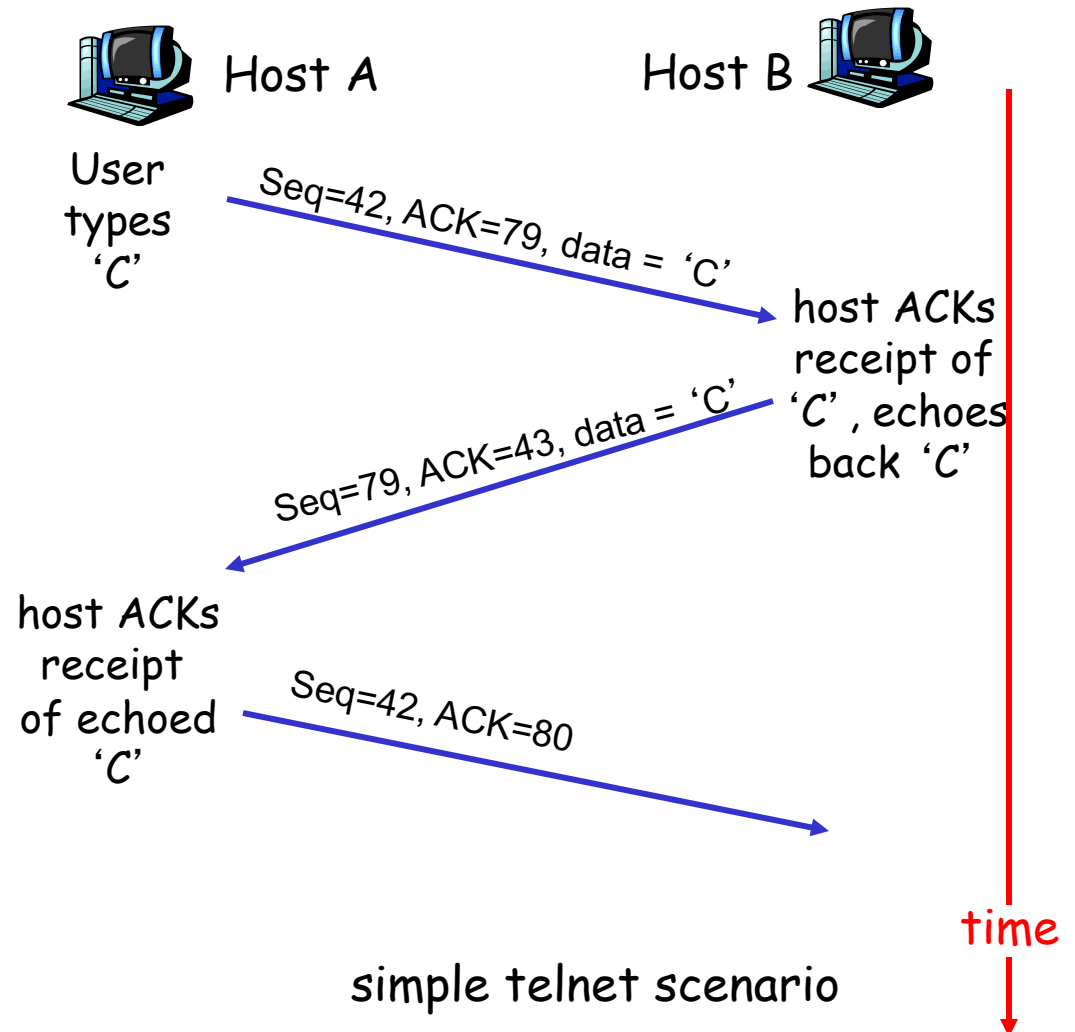 Host A
Host B
User
types
‘C’
Seq=42, ACK=79, data = ‘C’
host ACKs
receipt of
‘C’ , echoes
back ‘C’
Seq=79, ACK=43, data = ‘C’
host ACKs
receipt
of echoed
‘C’
Seq=42, ACK=80
time
simple telnet scenario